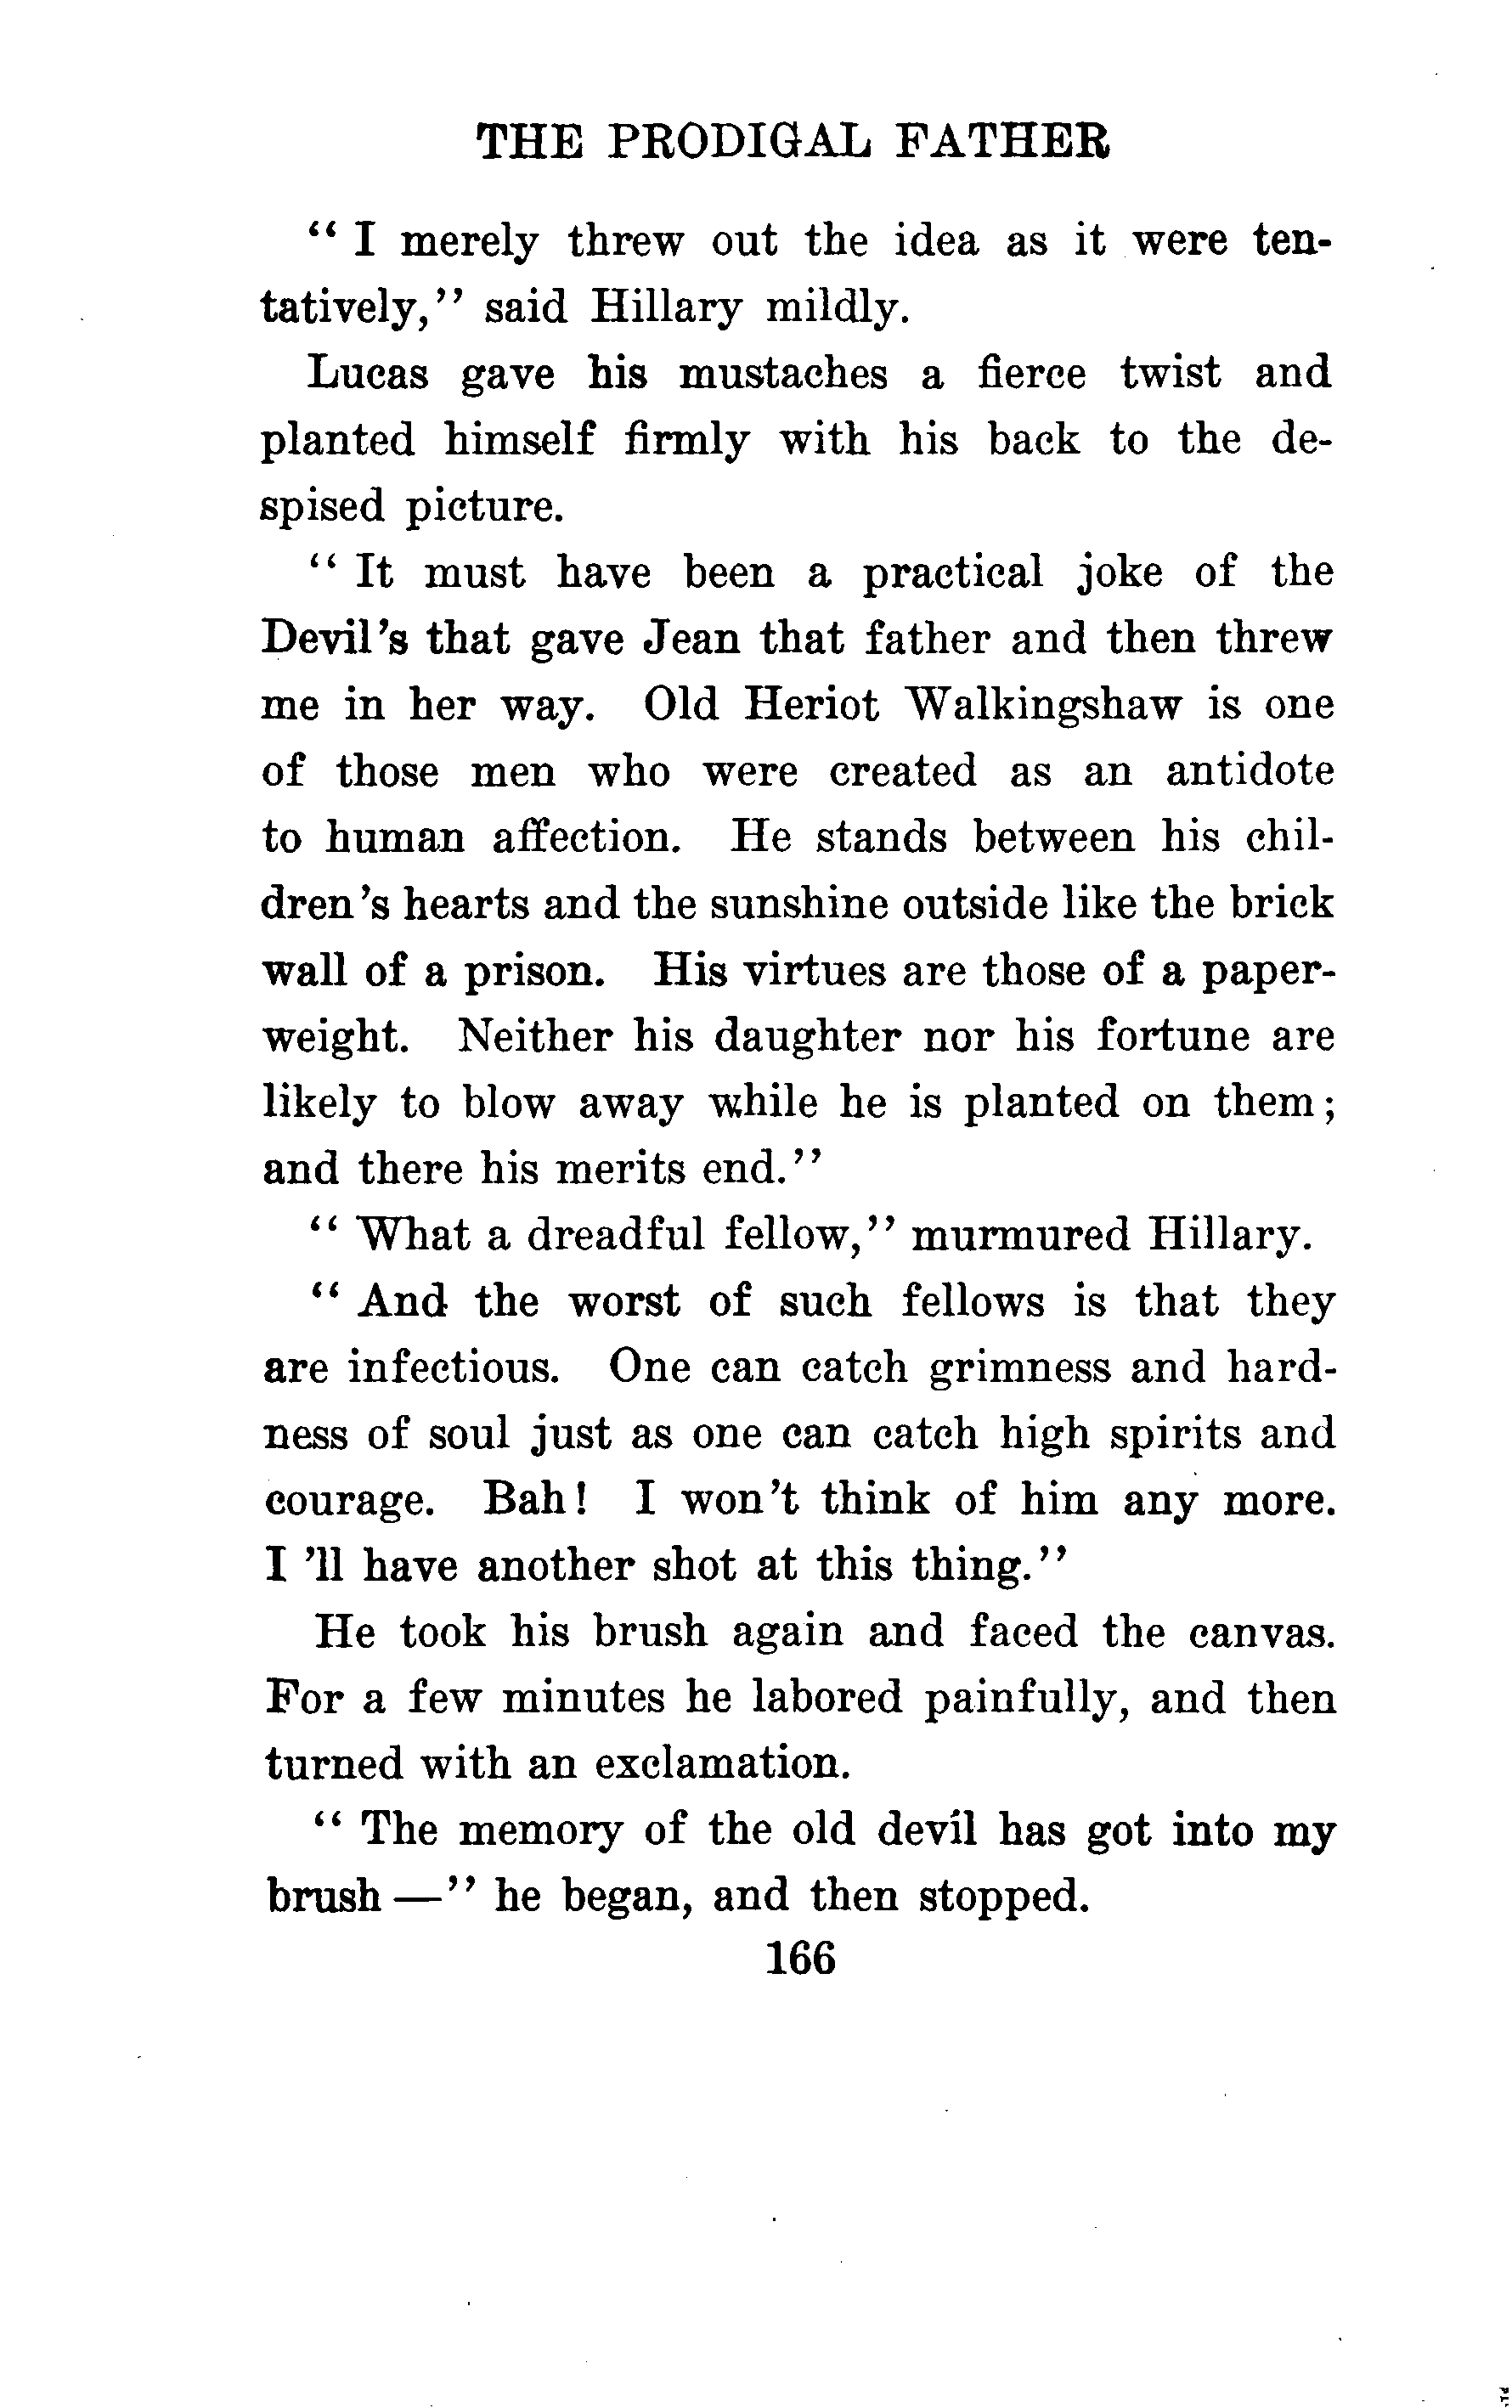 THE PRODIGAL FATHER
“ I merely threw out the idea as it were ten-
tatively,” said Hillary mildly.
Lucas gave his mustaches a fierce twist and
planted himself firmly with his back to the de-
spised picture.
“ It must have been a practical joke of the
Devil’s that gave Jean that father and then threw
me in her way. Old Heriot Walkingshaw is one
of those men who were created as an antidote
to human affection. He stands between his chil-
dren’s hearts and the sunshine outside like the brick
wall of a prison. His virtues are those of a paper-
weight. Neither his daughter nor his fortune are
likely to blow away while he is planted on them;
and there his merits end.”
“ What a dreadful fellow,” murmured Hillary.
“ And the worst of such fellows is that they
are infectious. One can catch grimness and hard-
ness of soul just as one can catch high spirits and
courage. Bah! I won’t think of him any more.
I ’ll have another shot at this thing.”
He took his brush again and faced the canvas.
For a few minutes he labored painfully, and then
turned with an exclamation.
“ The memory of the old devil has got into my
brush —” he began, and then stopped.
166